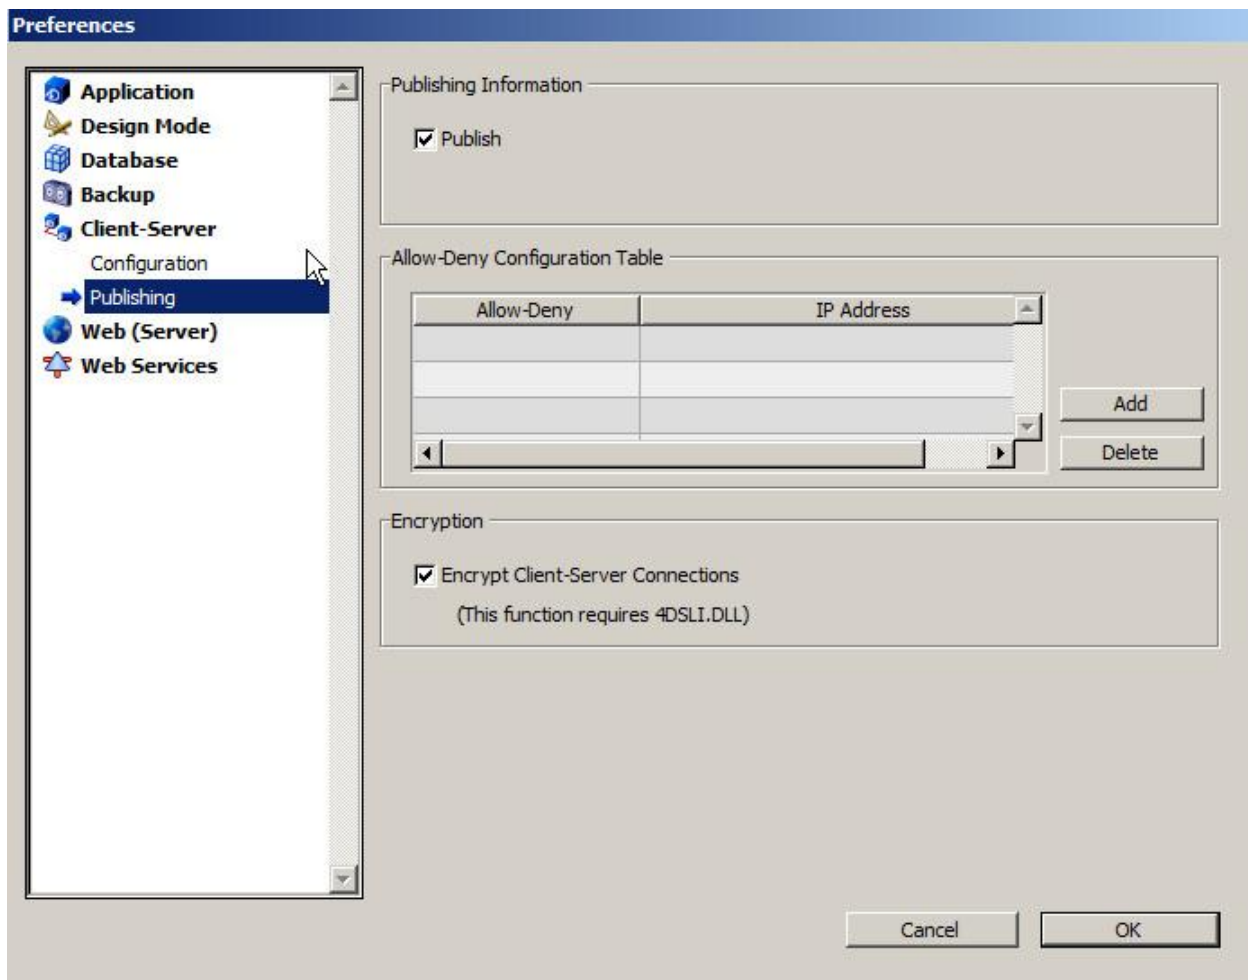 Preferences
Application
Design Mode
Database
Backup
Client-Server
Configuration
Publishing
Web (Server)
Web Services
Publishing Information
Publish
Allow-Deny Configuration Table
Allow-Deny IP Address
Add
Delete
Encryption
Encrypt Client-Server Connections
(This function requires 4DSLI.DLL)
Cancel OK